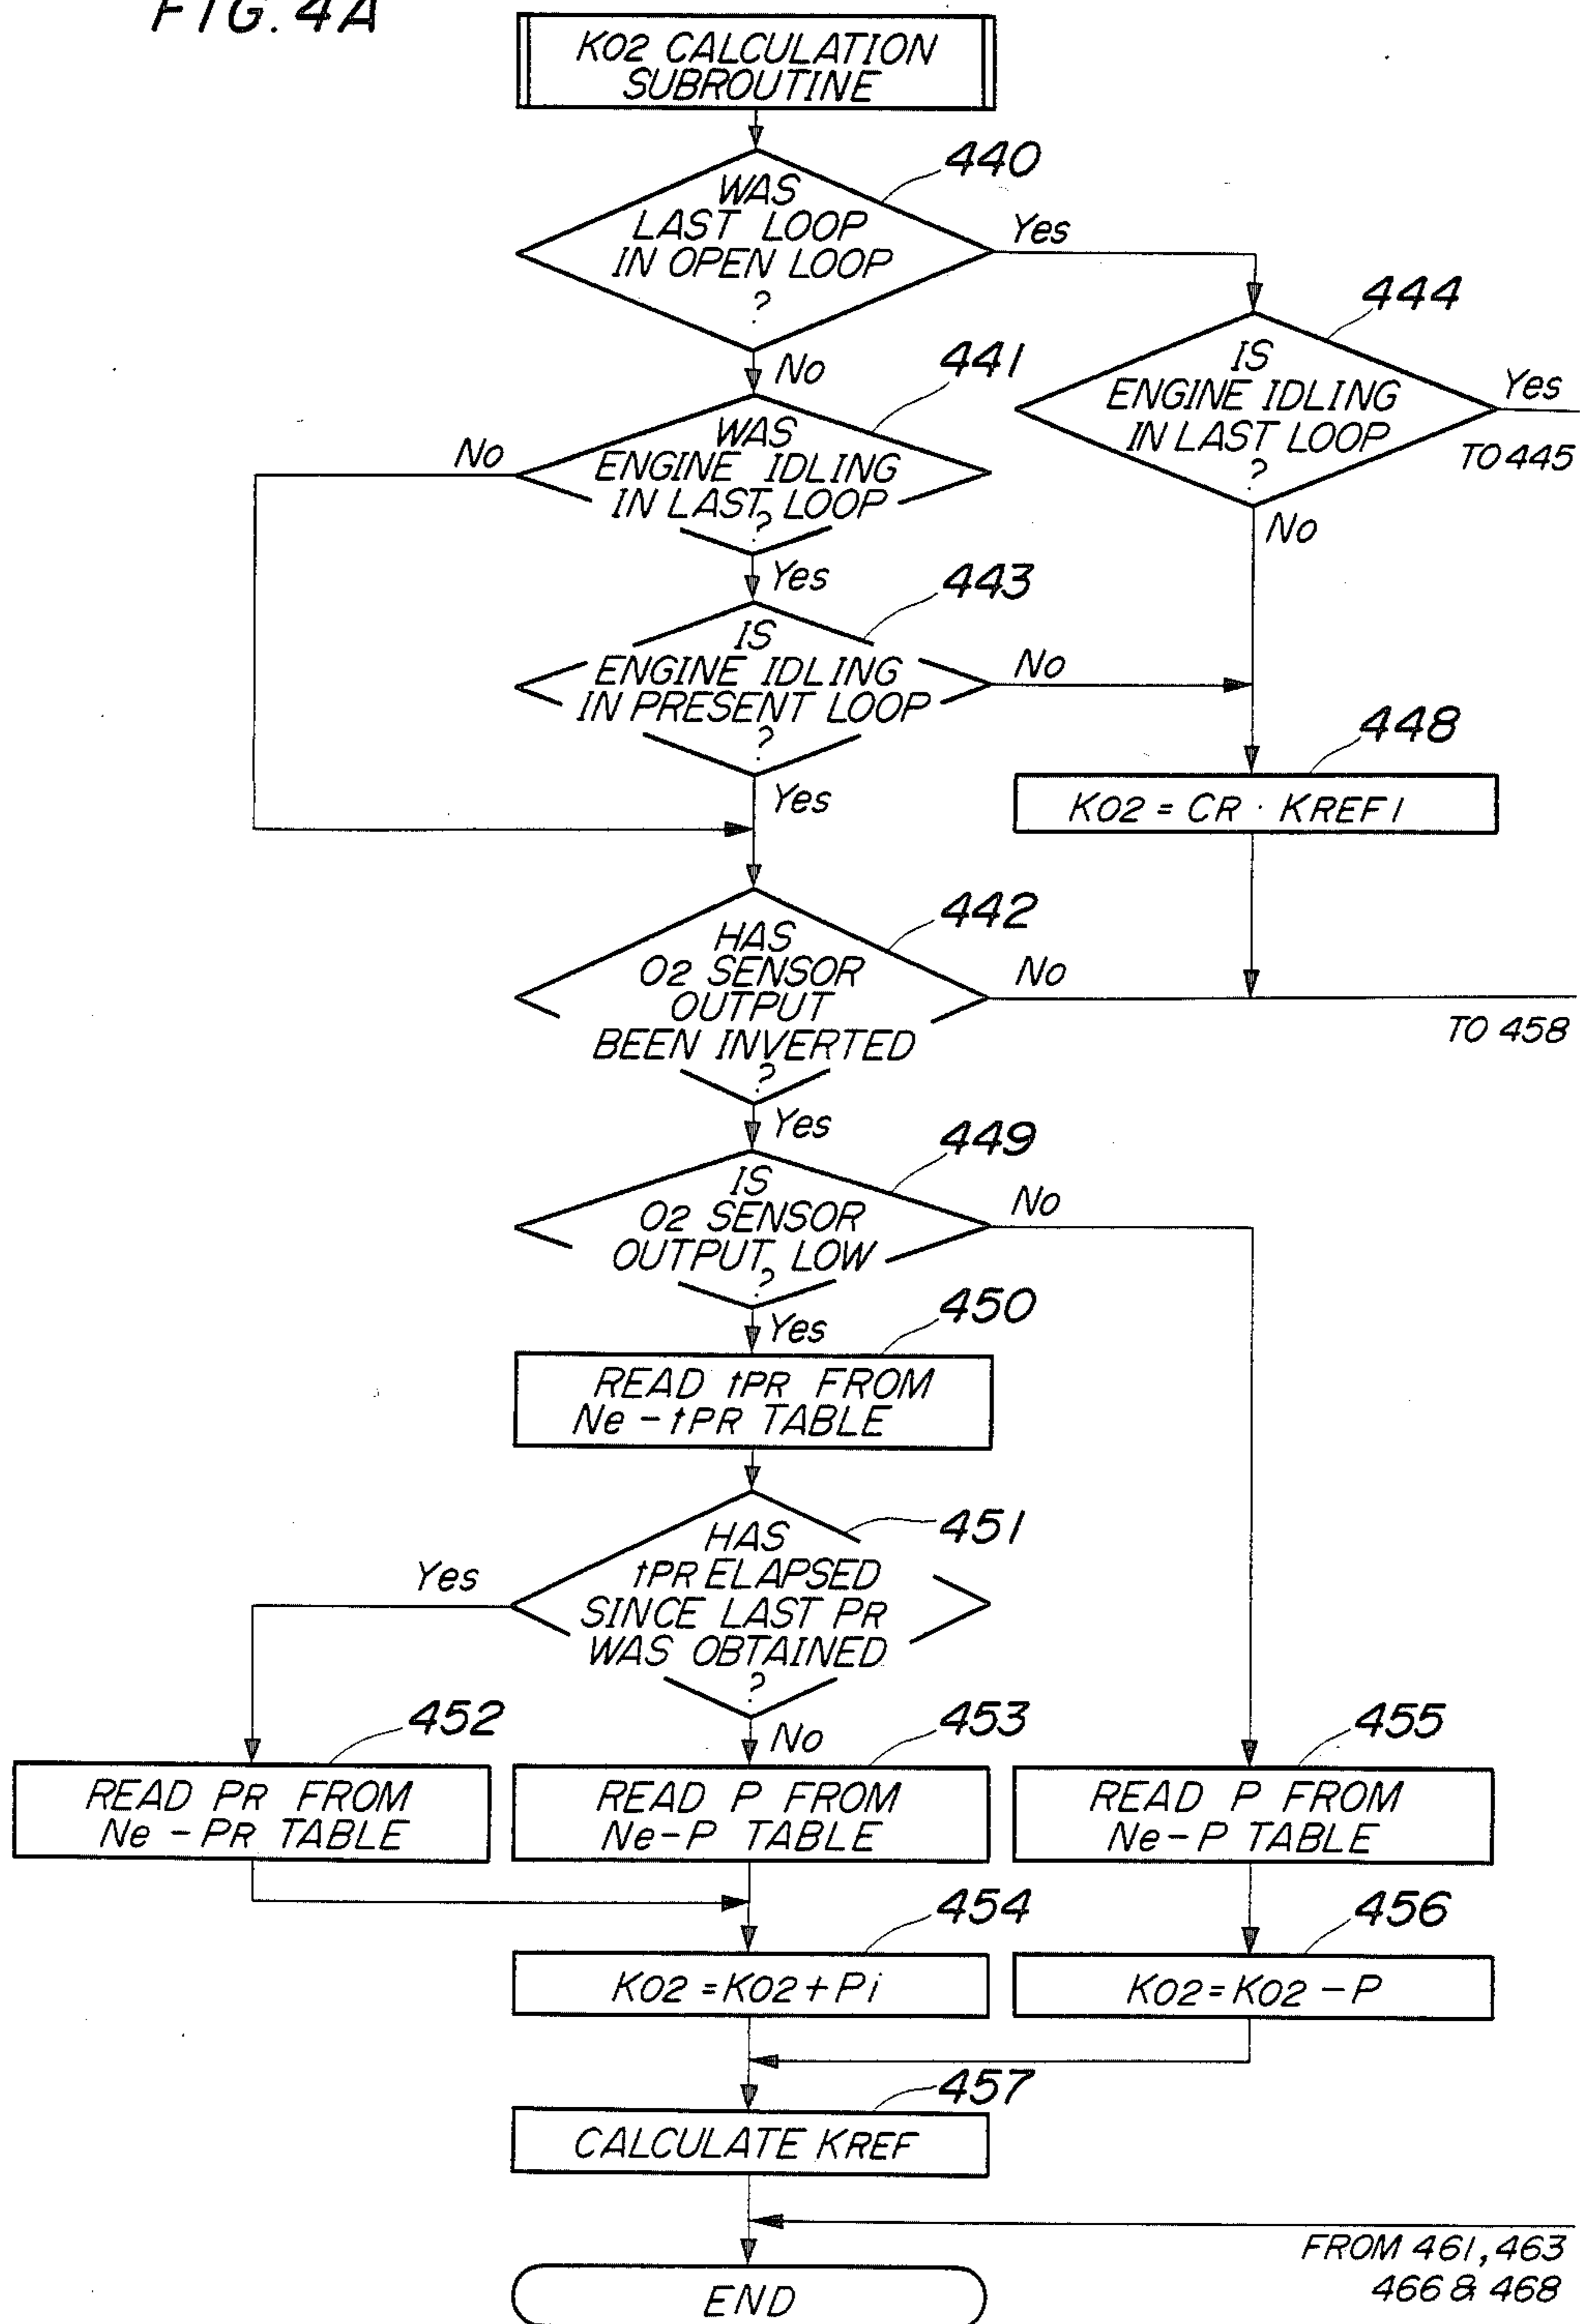 FIG. 4A
KO2 CALCULATION
SUBROUTINE
440
WAS
LAST LOOP
IN OPEN LOOP
?
Yes
No
444
IS
ENGINE IDLING
IN LAST LOOP
?
Yes
TO 445
No
441
WAS
ENGINE IDLING
IN LAST LOOP
?
No
Yes
443
IS
ENGINE IDLING
IN PRESENT LOOP
?
No
Yes
448
KO2 = CR · KREF1
442
HAS
O2 SENSOR
OUTPUT
BEEN INVERTED
?
No
TO 458
Yes
449
IS
O2 SENSOR
OUTPUT LOW
?
No
Yes
450
READ tPR FROM
Ne-tPR TABLE
451
HAS
tPR ELAPSED
SINCE LAST PR
WAS OBTAINED
?
Yes
No
452
READ PR FROM
Ne-PR TABLE
453
READ P FROM
Ne-P TABLE
455
READ P FROM
Ne-P TABLE
454
KO2 = KO2 + Pi
456
KO2 = KO2 - P
457
CALCULATE KREF
FROM 461, 463
466 & 468
END